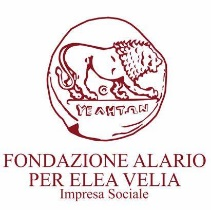 ΥΕΛΗΤΩΝ
FONDAZIONE ALARIO
PER ELEA VELIA
Impresa Sociale